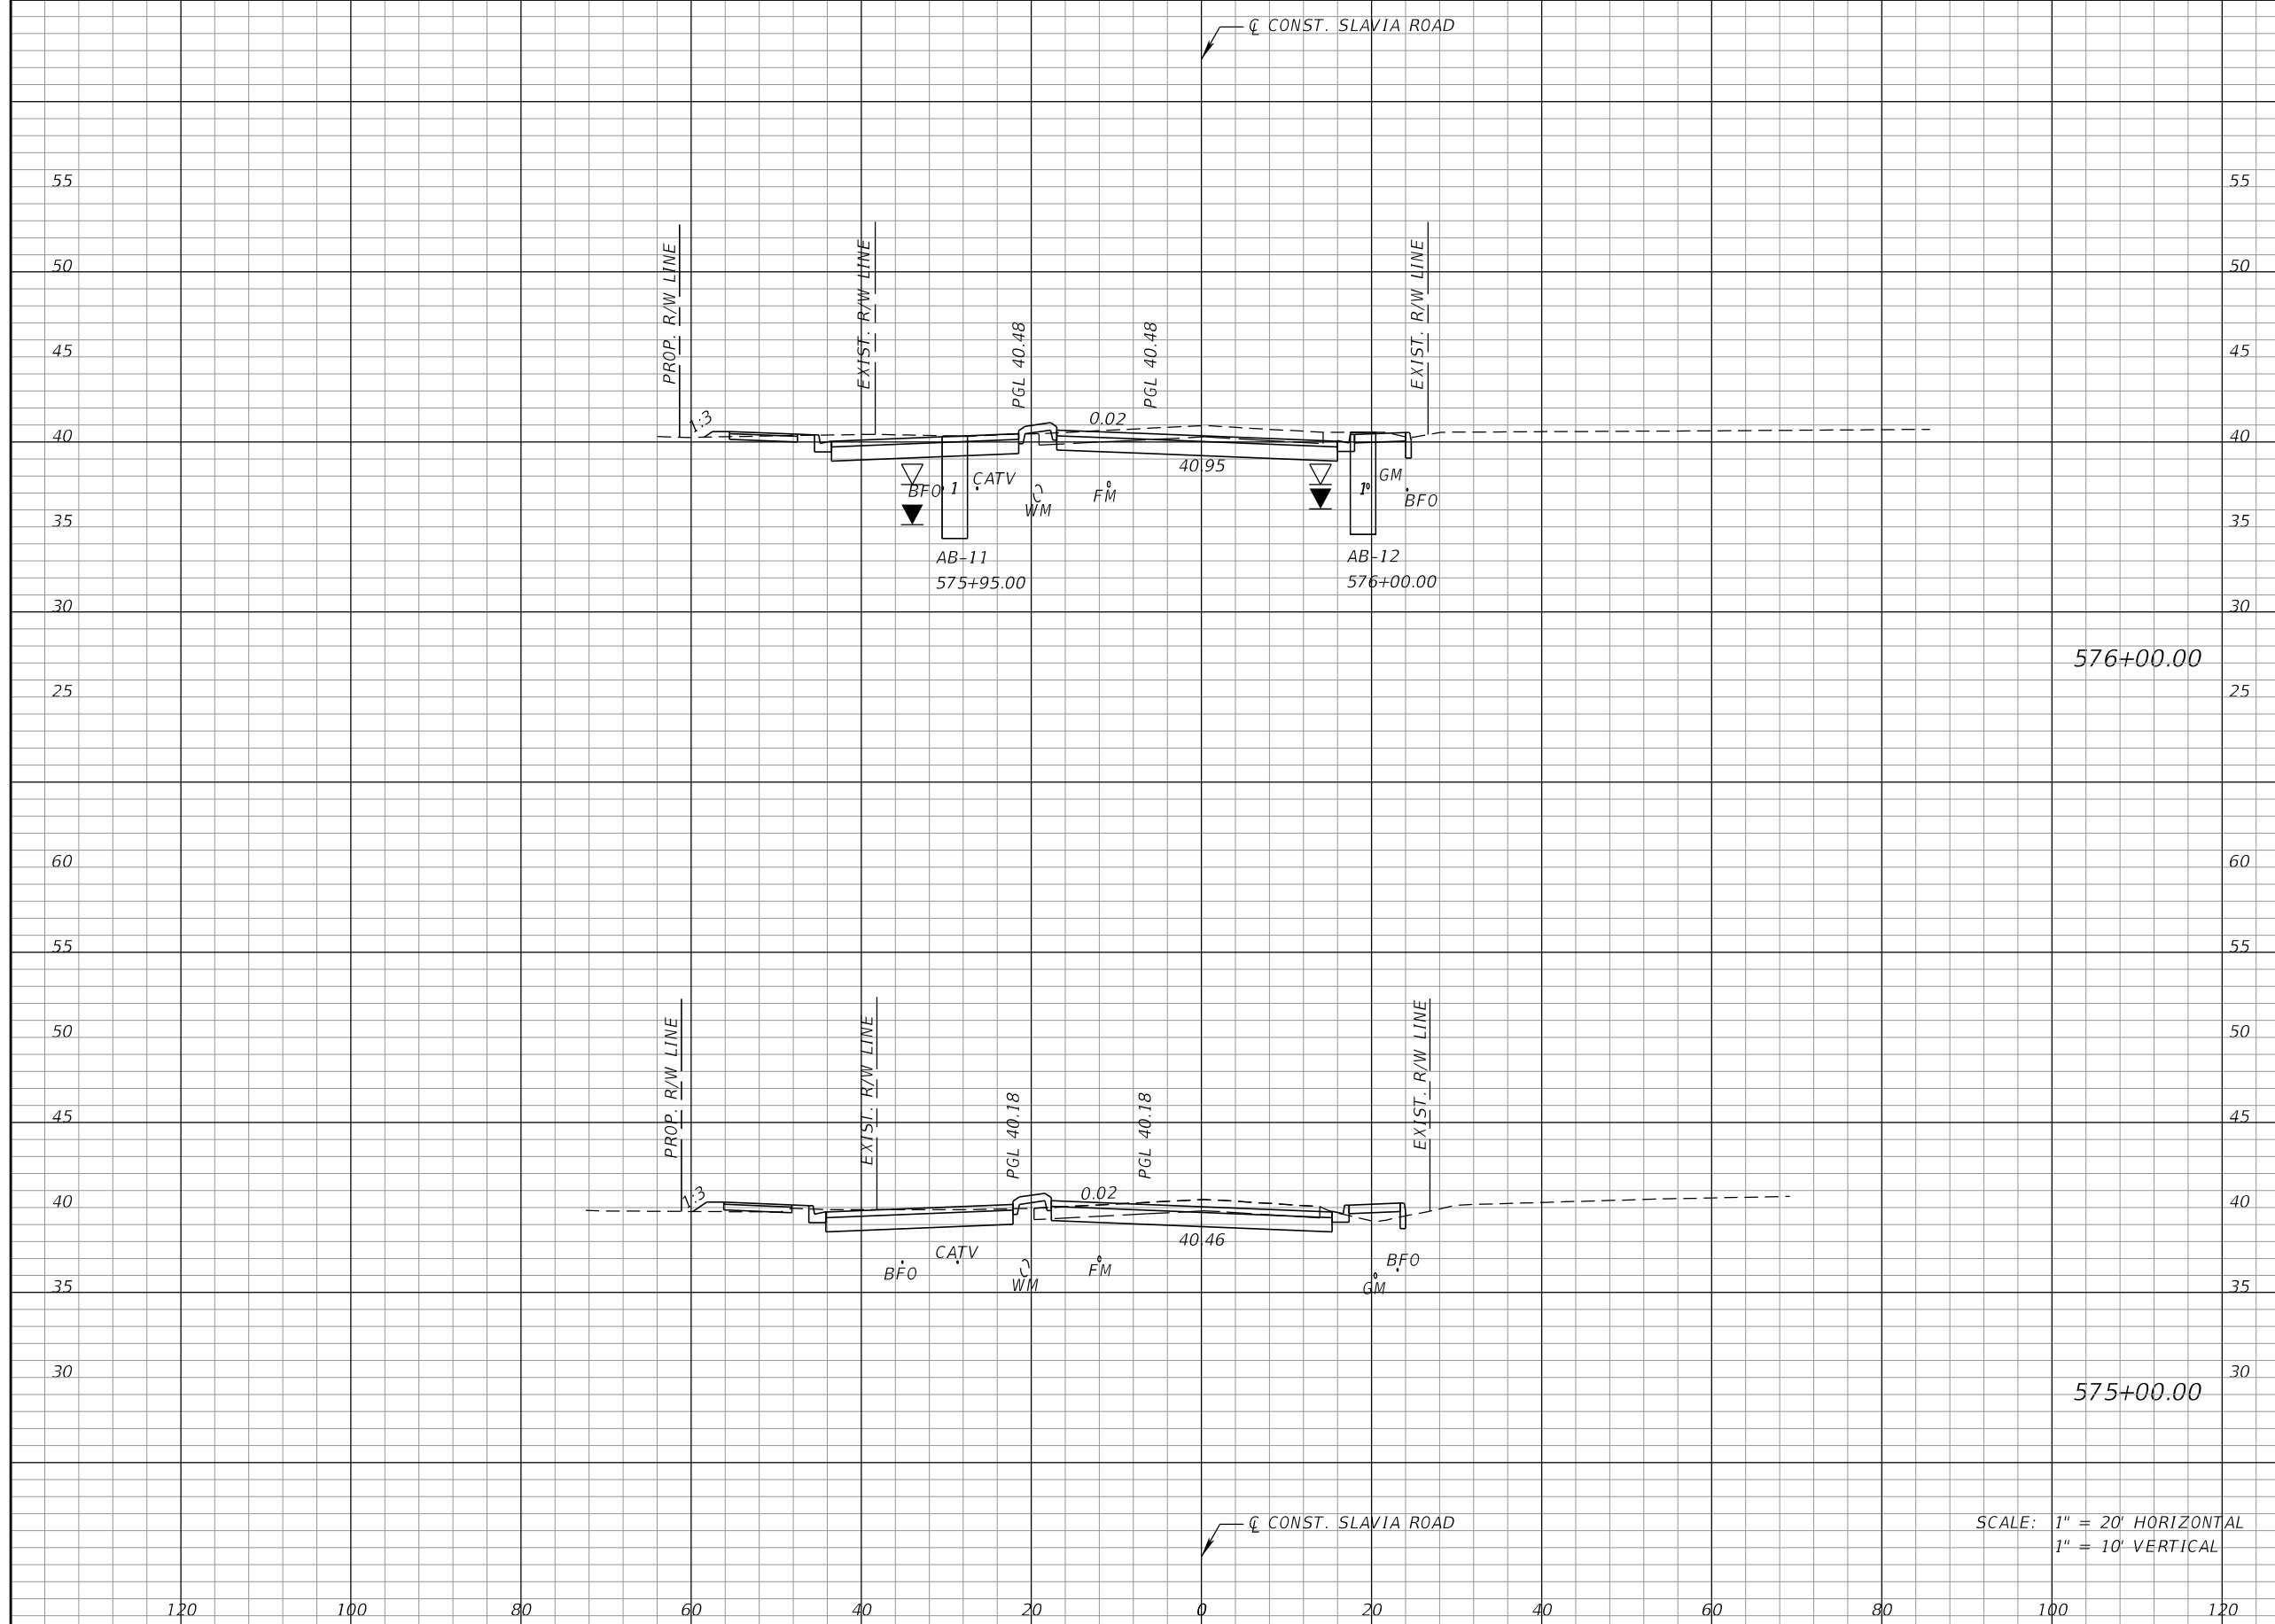 ℄ CONST. SLAVIA ROAD
55 55
50 50
PROP. R/W LINE
EXIST. R/W LINE
PGL 40.48
PGL 40.48
EXIST. R/W LINE
45 45
1:3
0.02
40 40
40.95
BFO
1
CATV
WM
FM
1
GM
BFO
35 35
AB-11
575+95.00
AB-12
576+00.00
30 30
576+00.00
25 25
60 60
55 55
50 50
PROP. R/W LINE
EXIST. R/W LINE
PGL 40.18
PGL 40.18
EXIST. R/W LINE
45 45
1:3
0.02
40 40
40.46
BFO
CATV
WM
FM
GM
BFO
35 35
30 30
575+00.00
℄ CONST. SLAVIA ROAD
SCALE: 1" = 20' HORIZONTAL
1" = 10' VERTICAL
120 100 80 60 40 20 0 20 40 60 80 100 120